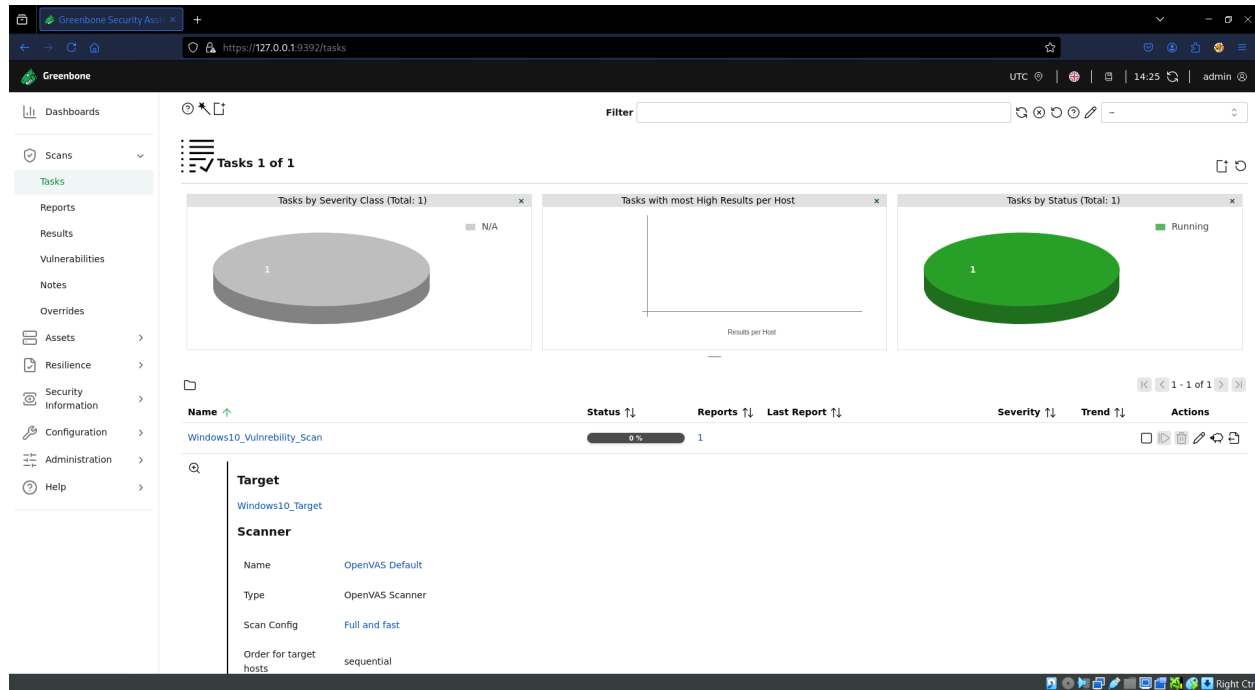 Greenbone Security Assis
https://127.0.0.1:9392/tasks
Greenbone
UTC
14:25
admin
Dashboards
Filter
--
Scans
Tasks 1 of 1
Tasks
Reports
Results
Vulnerabilities
Notes
Overrides
Assets
Resilience
Security
Information
Configuration
Administration
Help
Tasks by Severity Class (Total: 1)
N/A
1
Tasks with most High Results per Host
Results per Host
Tasks by Status (Total: 1)
Running
1
1 - 1 of 1
Name Status Reports Last Report Severity Trend Actions
Windows10_Vulnrebility_Scan 0 % 1
Target
Windows10_Target
Scanner
Name OpenVAS Default
Type OpenVAS Scanner
Scan Config Full and fast
Order for target
hosts sequential
Right Ctr